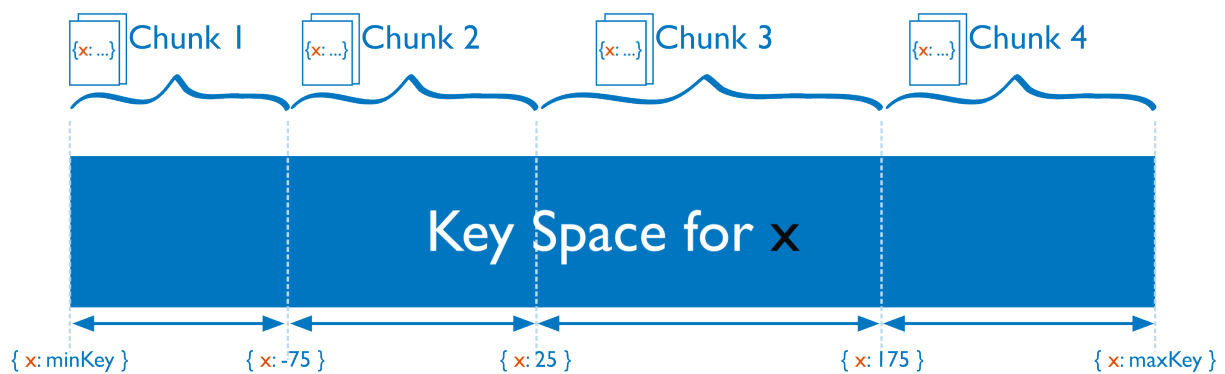 {x: ...} Chunk 1
{x: ...} Chunk 2
{x: ...} Chunk 3
{x: ...} Chunk 4
Key Space for x
{ x: minKey }
{ x: -75 }
{ x: 25 }
{ x: 175 }
{ x: maxKey }